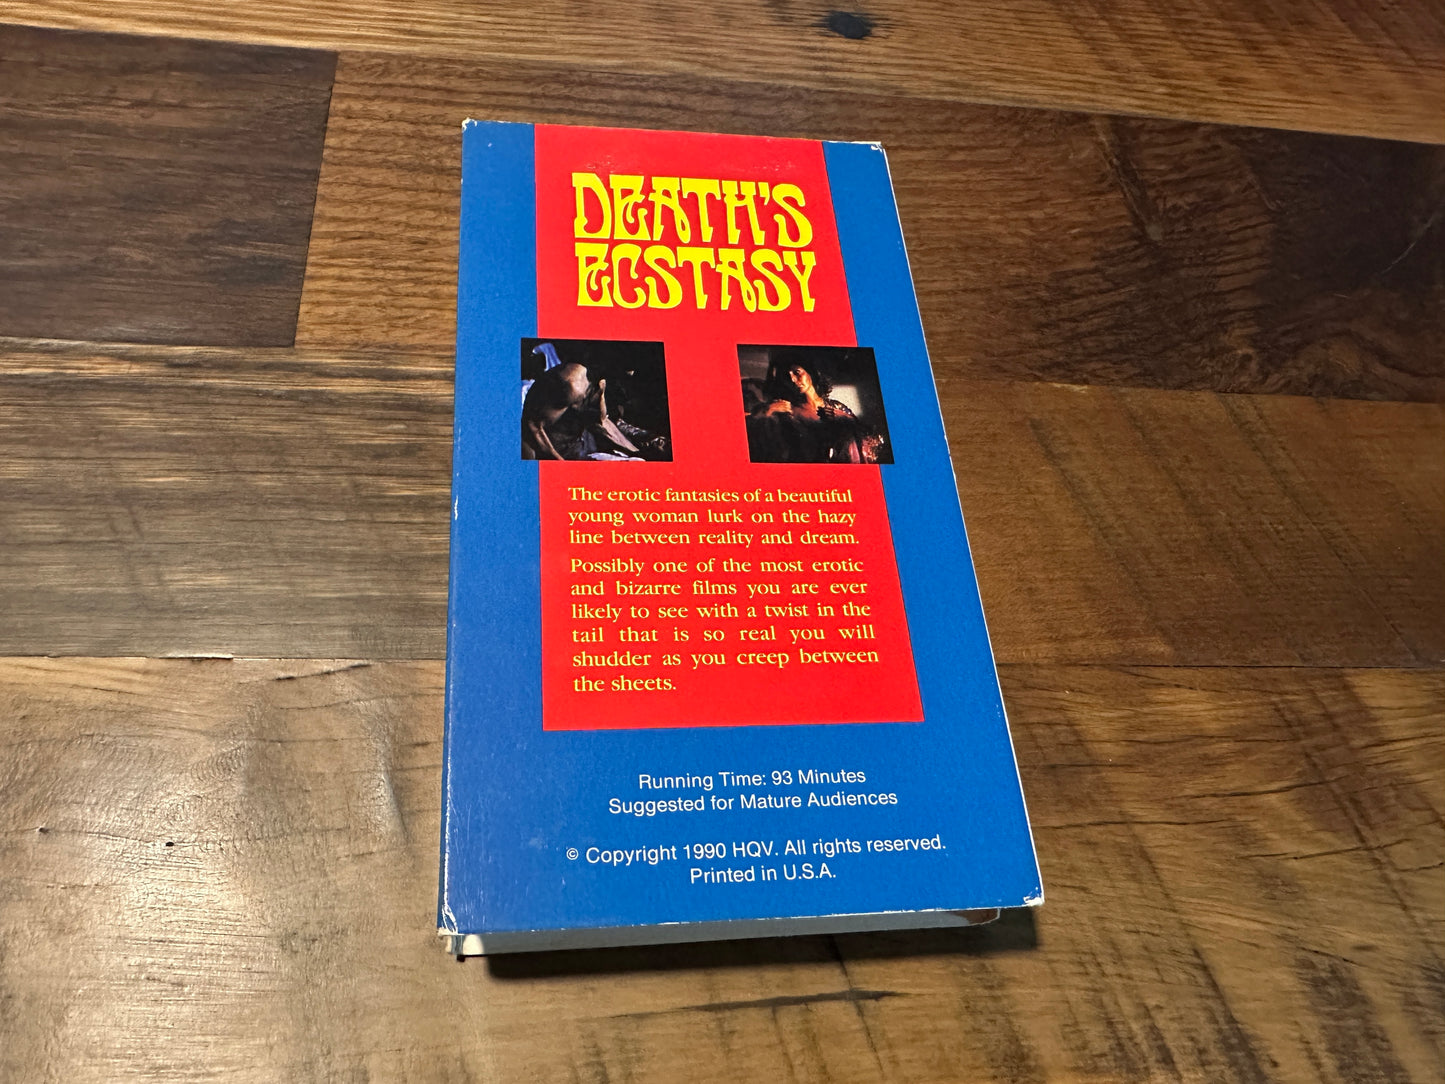 DEATH'S
ECSTASY
The erotic fantasies of a beautiful
young woman lurk on the hazy
line between reality and dream.
Possibly one of the most erotic
and bizarre films you are ever
likely to see with a twist in the
tail that is so real you will
shudder as you creep between
the sheets.
Running Time: 93 Minutes
Suggested for Mature Audiences
© Copyright 1990 HQV. All rights reserved.
Printed in U.S.A.